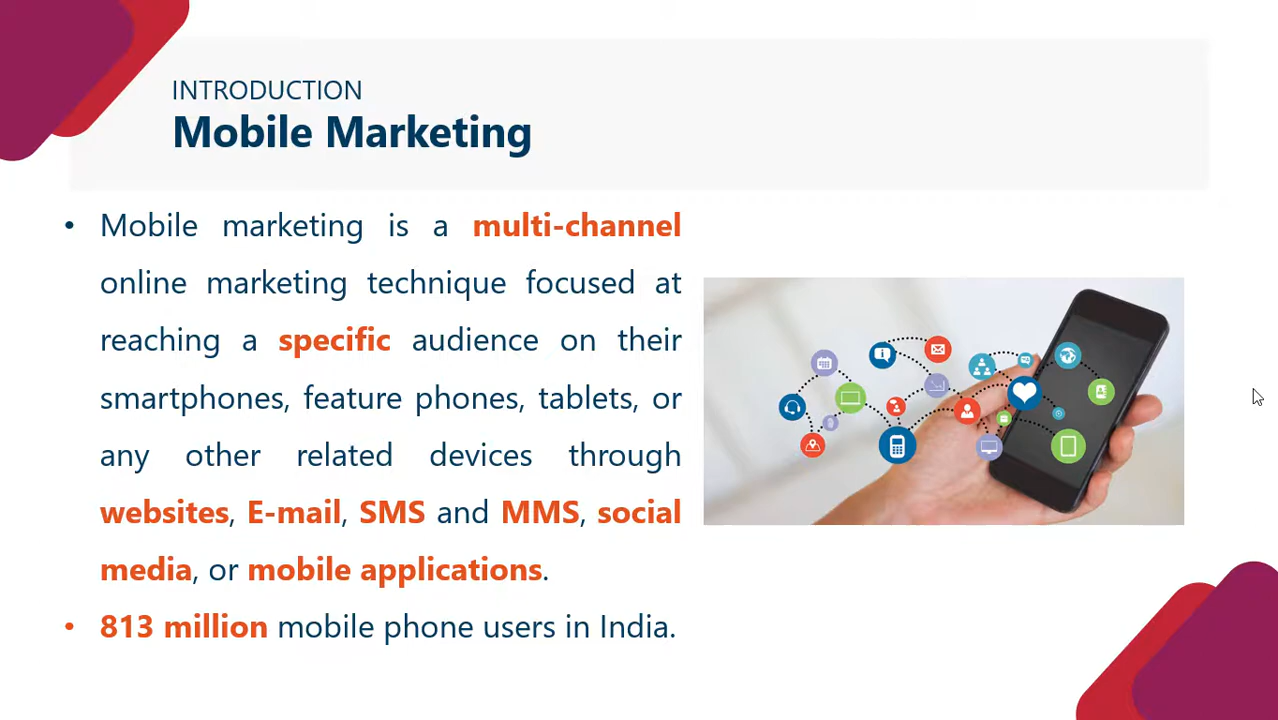 INTRODUCTION
Mobile Marketing
• Mobile marketing is a multi-channel
online marketing technique focused at
reaching a specific audience on their
smartphones, feature phones, tablets, or
any other related devices through
websites, E-mail, SMS and MMS, social
media, or mobile applications.
• 813 million mobile phone users in India.